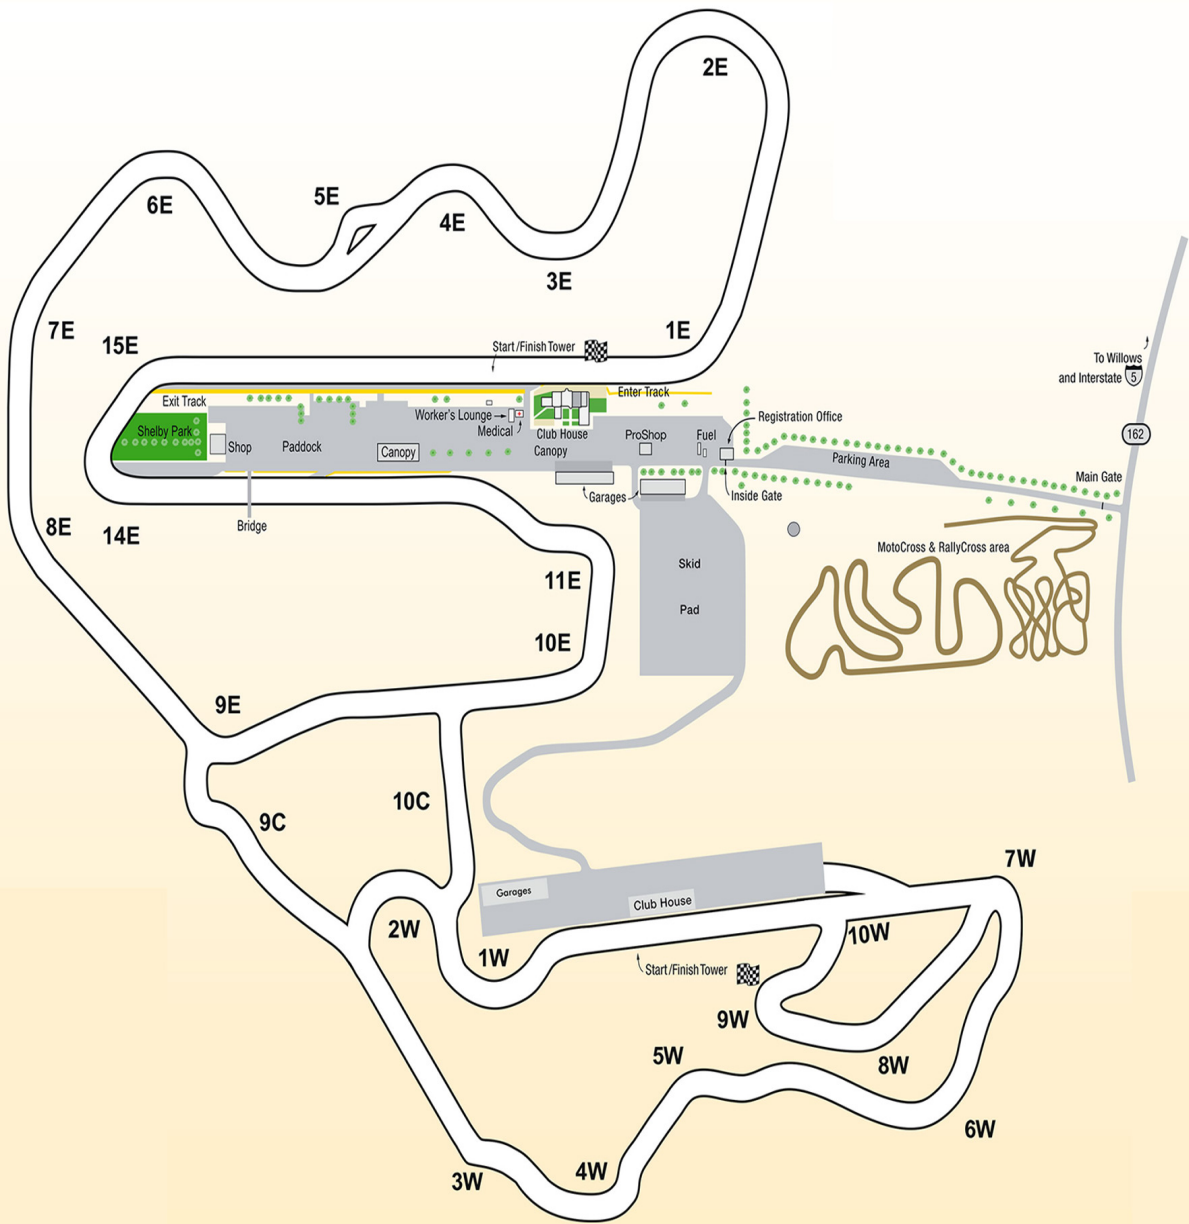 2E
5E
6E
4E
3E
7E
15E
1E
Start/Finish Tower
To Willows
and Interstate
5
Exit Track
Enter Track
Worker's Lounge
Medical
Registration Office
Shelby Park
Shop
Paddock
Canopy
Club House
Canopy
ProShop
Fuel
162
Parking Area
Main Gate
Garages
Inside Gate
8E
14E
Bridge
MotoCross & RallyCross area
Skid
Pad
11E
10E
9E
10C
9C
7W
Garages
Club House
2W
1W
10W
Start/Finish Tower
9W
5W
8W
6W
4W
3W